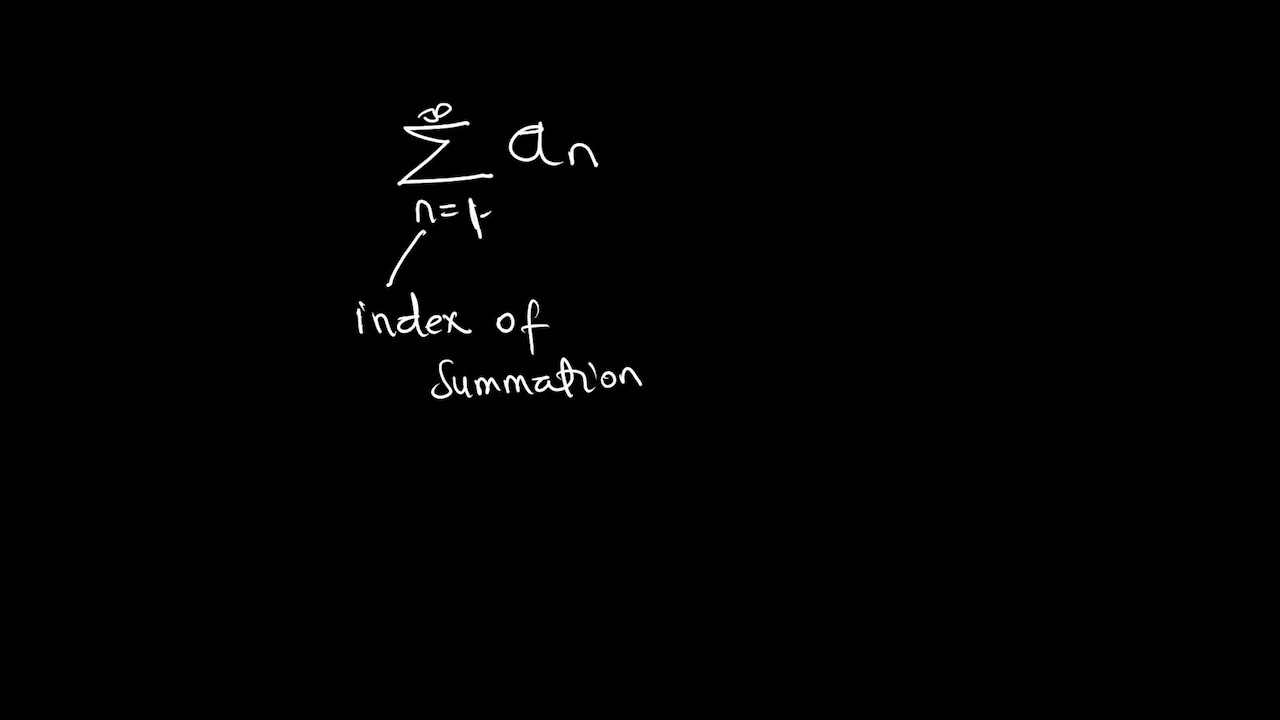 ∞
∑ aₙ
n=1
index of
summation